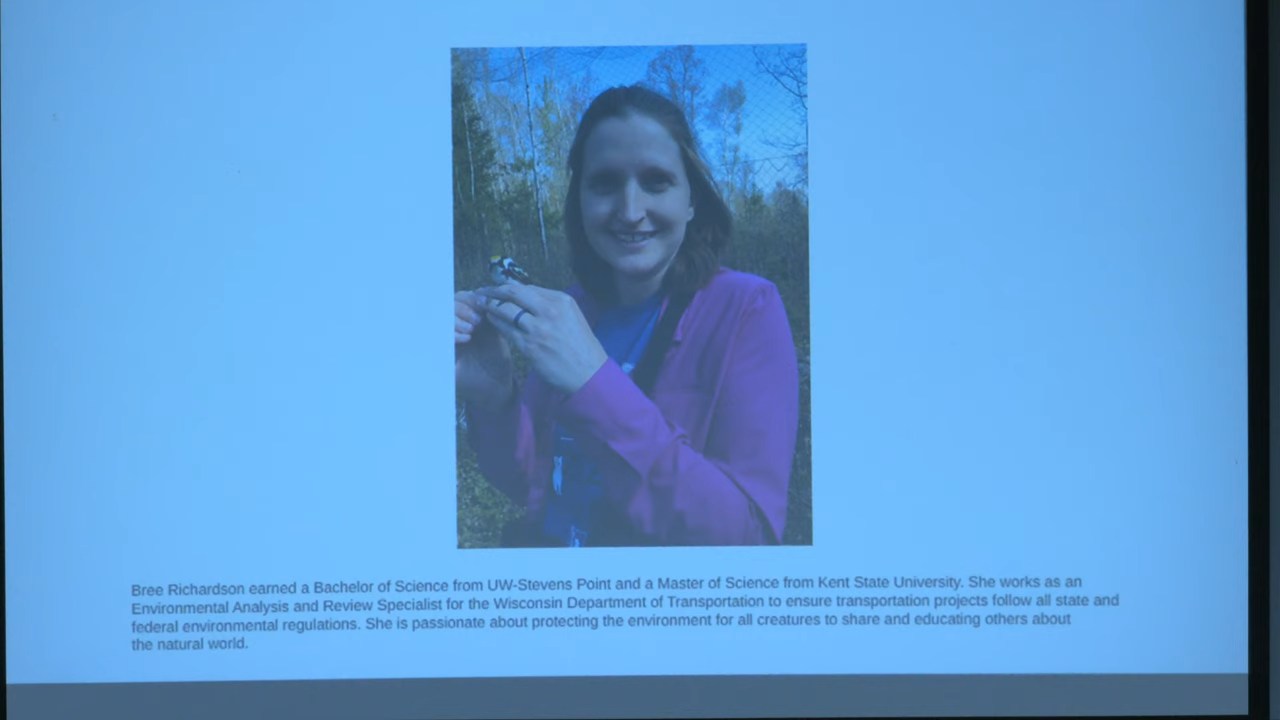 Bree Richardson earned a Bachelor of Science from UW-Stevens Point and a Master of Science from Kent State University. She works as an
Environmental Analysis and Review Specialist for the Wisconsin Department of Transportation to ensure transportation projects follow all state and
federal environmental regulations. She is passionate about protecting the environment for all creatures to share and educating others about
the natural world.